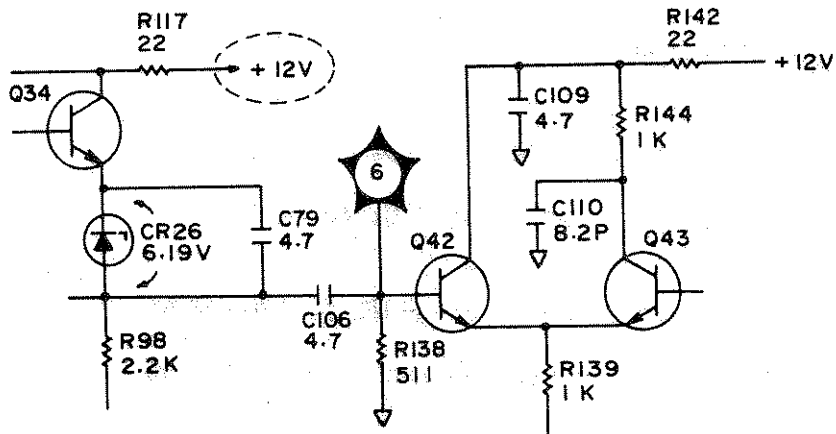 R117
22
+ 12V
R142
22
+12V
Q34
C109
4.7
R144
1K
6
C79
4.7
CR26
6.19V
C110
8.2P
Q42
Q43
C106
4.7
R98
2.2K
R138
511
R139
1K